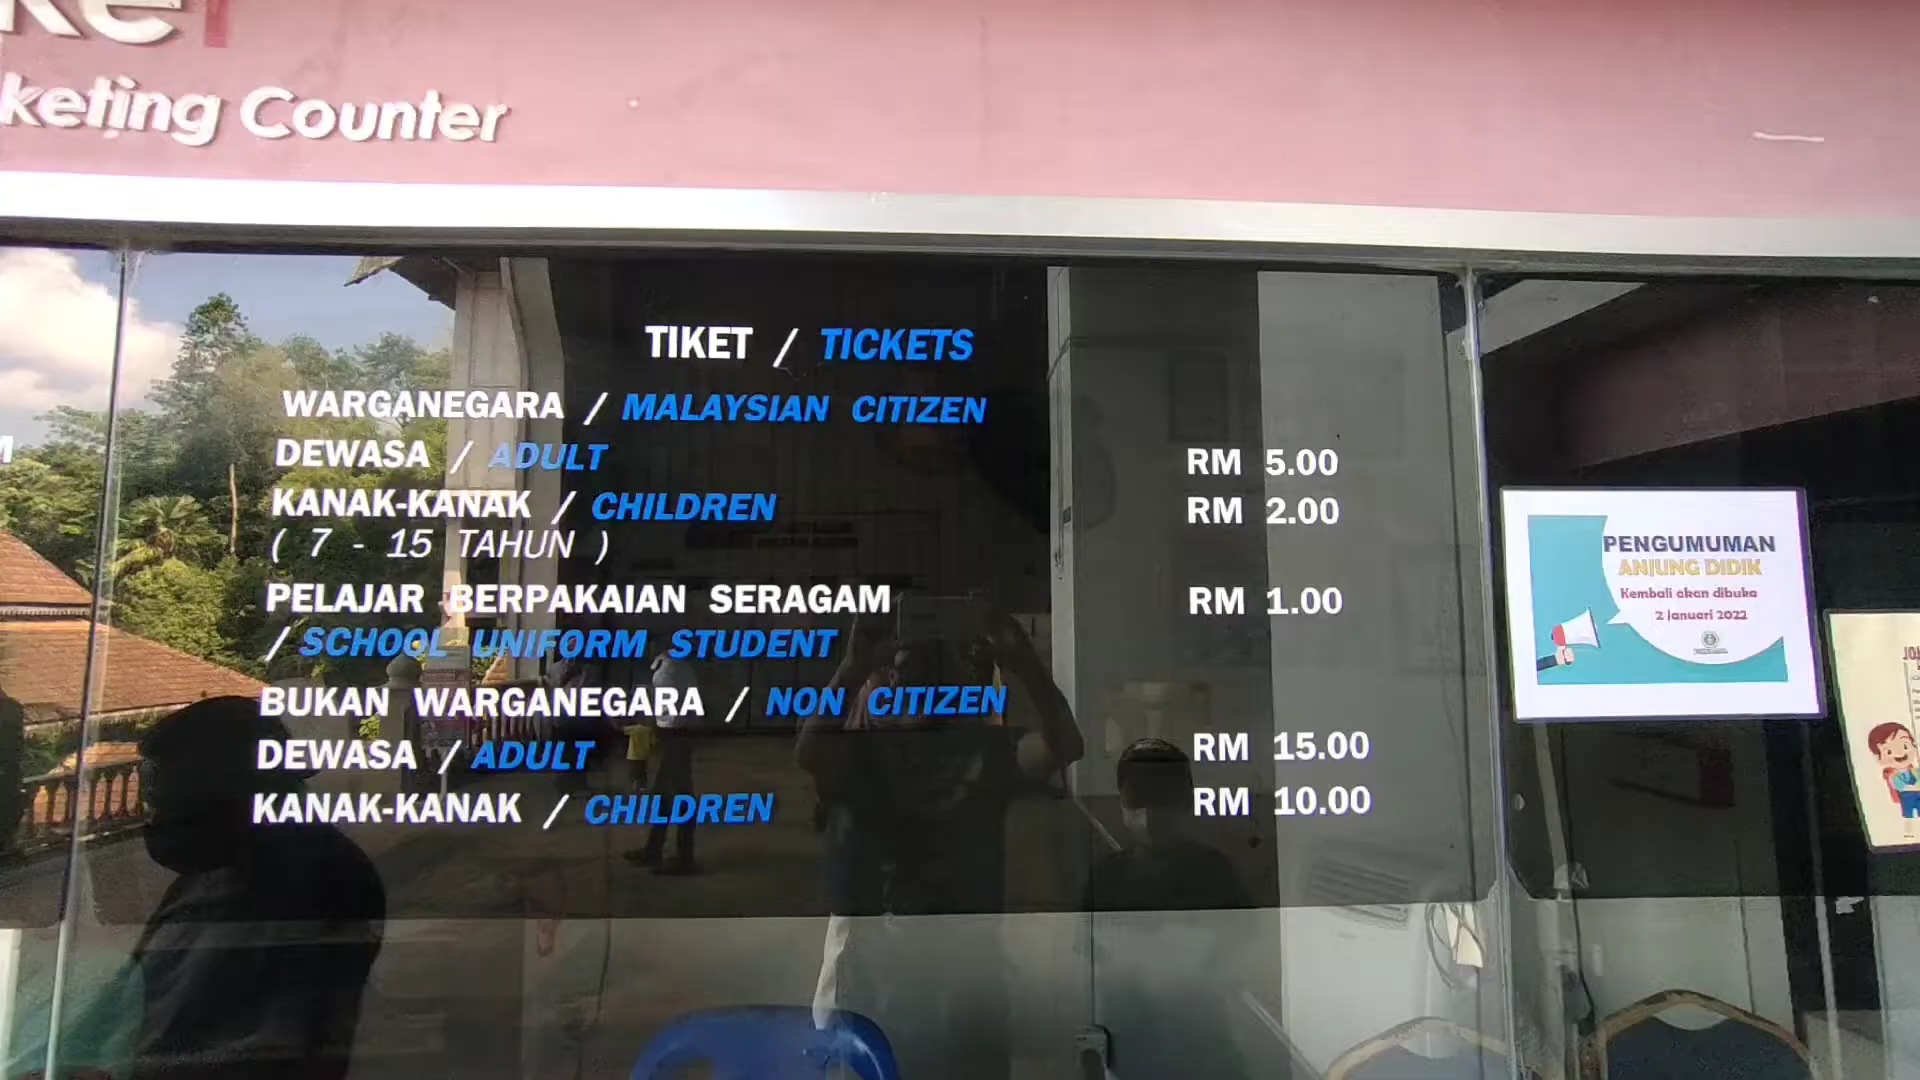 keting Counter
TIKET / TICKETS
WARGANEGARA / MALAYSIAN CITIZEN
DEWASA / ADULT RM 5.00
KANAK-KANAK / CHILDREN RM 2.00
( 7 - 15 TAHUN )
PELAJAR BERPAKAIAN SERAGAM RM 1.00
/ SCHOOL UNIFORM STUDENT
BUKAN WARGANEGARA / NON CITIZEN
DEWASA / ADULT RM 15.00
KANAK-KANAK / CHILDREN RM 10.00
PENGUMUMAN
ANJUNG DIDIK
Kembali akan dibuka
2 Januari 2022